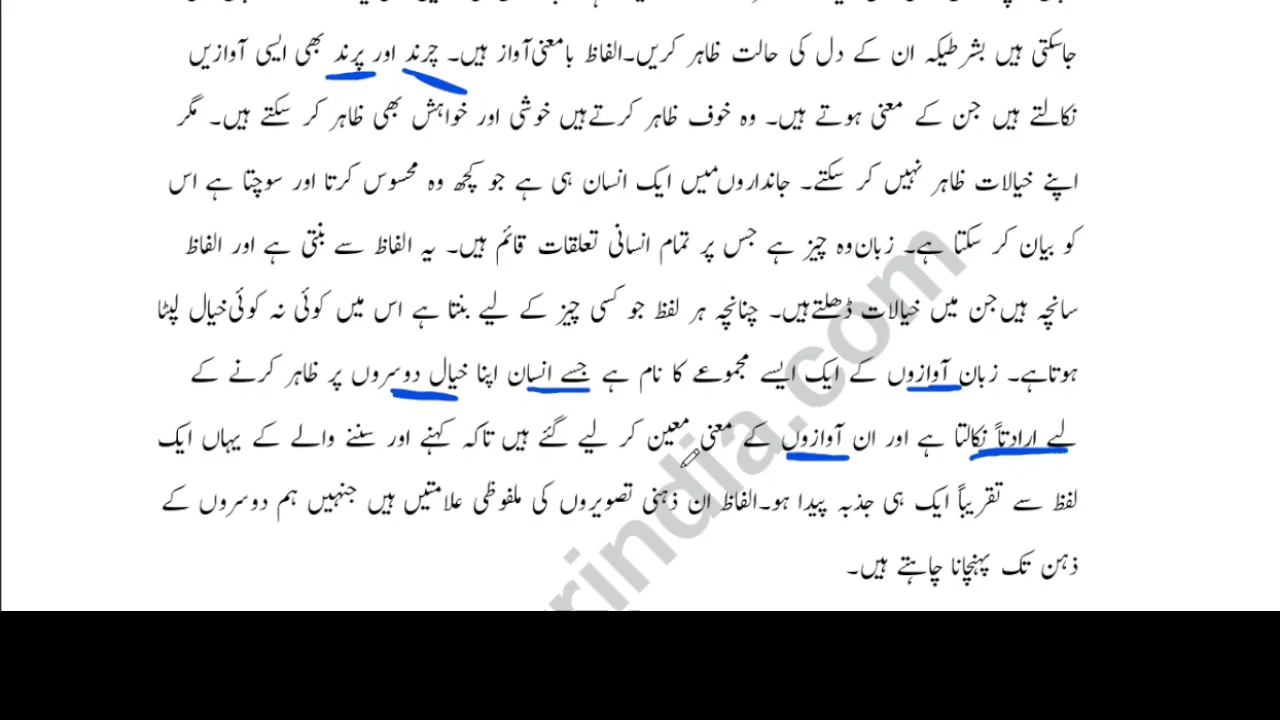 جاسکتی ہیں بشرطیکہ ان کے دل کی حالت ظاہر کریں۔الفاظ بامعنی آواز ہیں۔ چرند اور پرند بھی ایسی آوازیں
نکالتے ہیں جن کے معنی ہوتے ہیں۔ وہ خوف ظاہر کرتے ہیں خوشی اور خواہش بھی ظاہر کر سکتے ہیں۔ مگر
اپنے خیالات ظاہر نہیں کر سکتے۔ جانداروں میں ایک انسان ہی ہے جو کچھ وہ محسوس کرتا اور سوچتا ہے اس
کو بیان کر سکتا ہے۔ زبان وہ چیز ہے جس پر تمام انسانی تعلقات قائم ہیں۔ یہ الفاظ سے بنتی ہے اور الفاظ
سانچہ ہیں جن میں خیالات ڈھلتے ہیں۔ چنانچہ ہر لفظ جو کسی چیز کے لیے بنتا ہے اس میں کوئی نہ کوئی خیال لپٹا
ہوتا ہے۔ زبان آوازوں کے ایک ایسے مجموعے کا نام ہے جسے انسان اپنا خیال دوسروں پر ظاہر کرنے کے
لیے ارادتاً نکالتا ہے اور ان آوازوں کے معنی معین کر لیے گئے ہیں تاکہ کہنے اور سننے والے کے یہاں ایک
لفظ سے تقریباً ایک ہی جذبہ پیدا ہو۔الفاظ ان ذہنی تصویروں کی ملفوظی علامتیں ہیں جنہیں ہم دوسروں کے
ذہن تک پہنچانا چاہتے ہیں۔
rindia.com